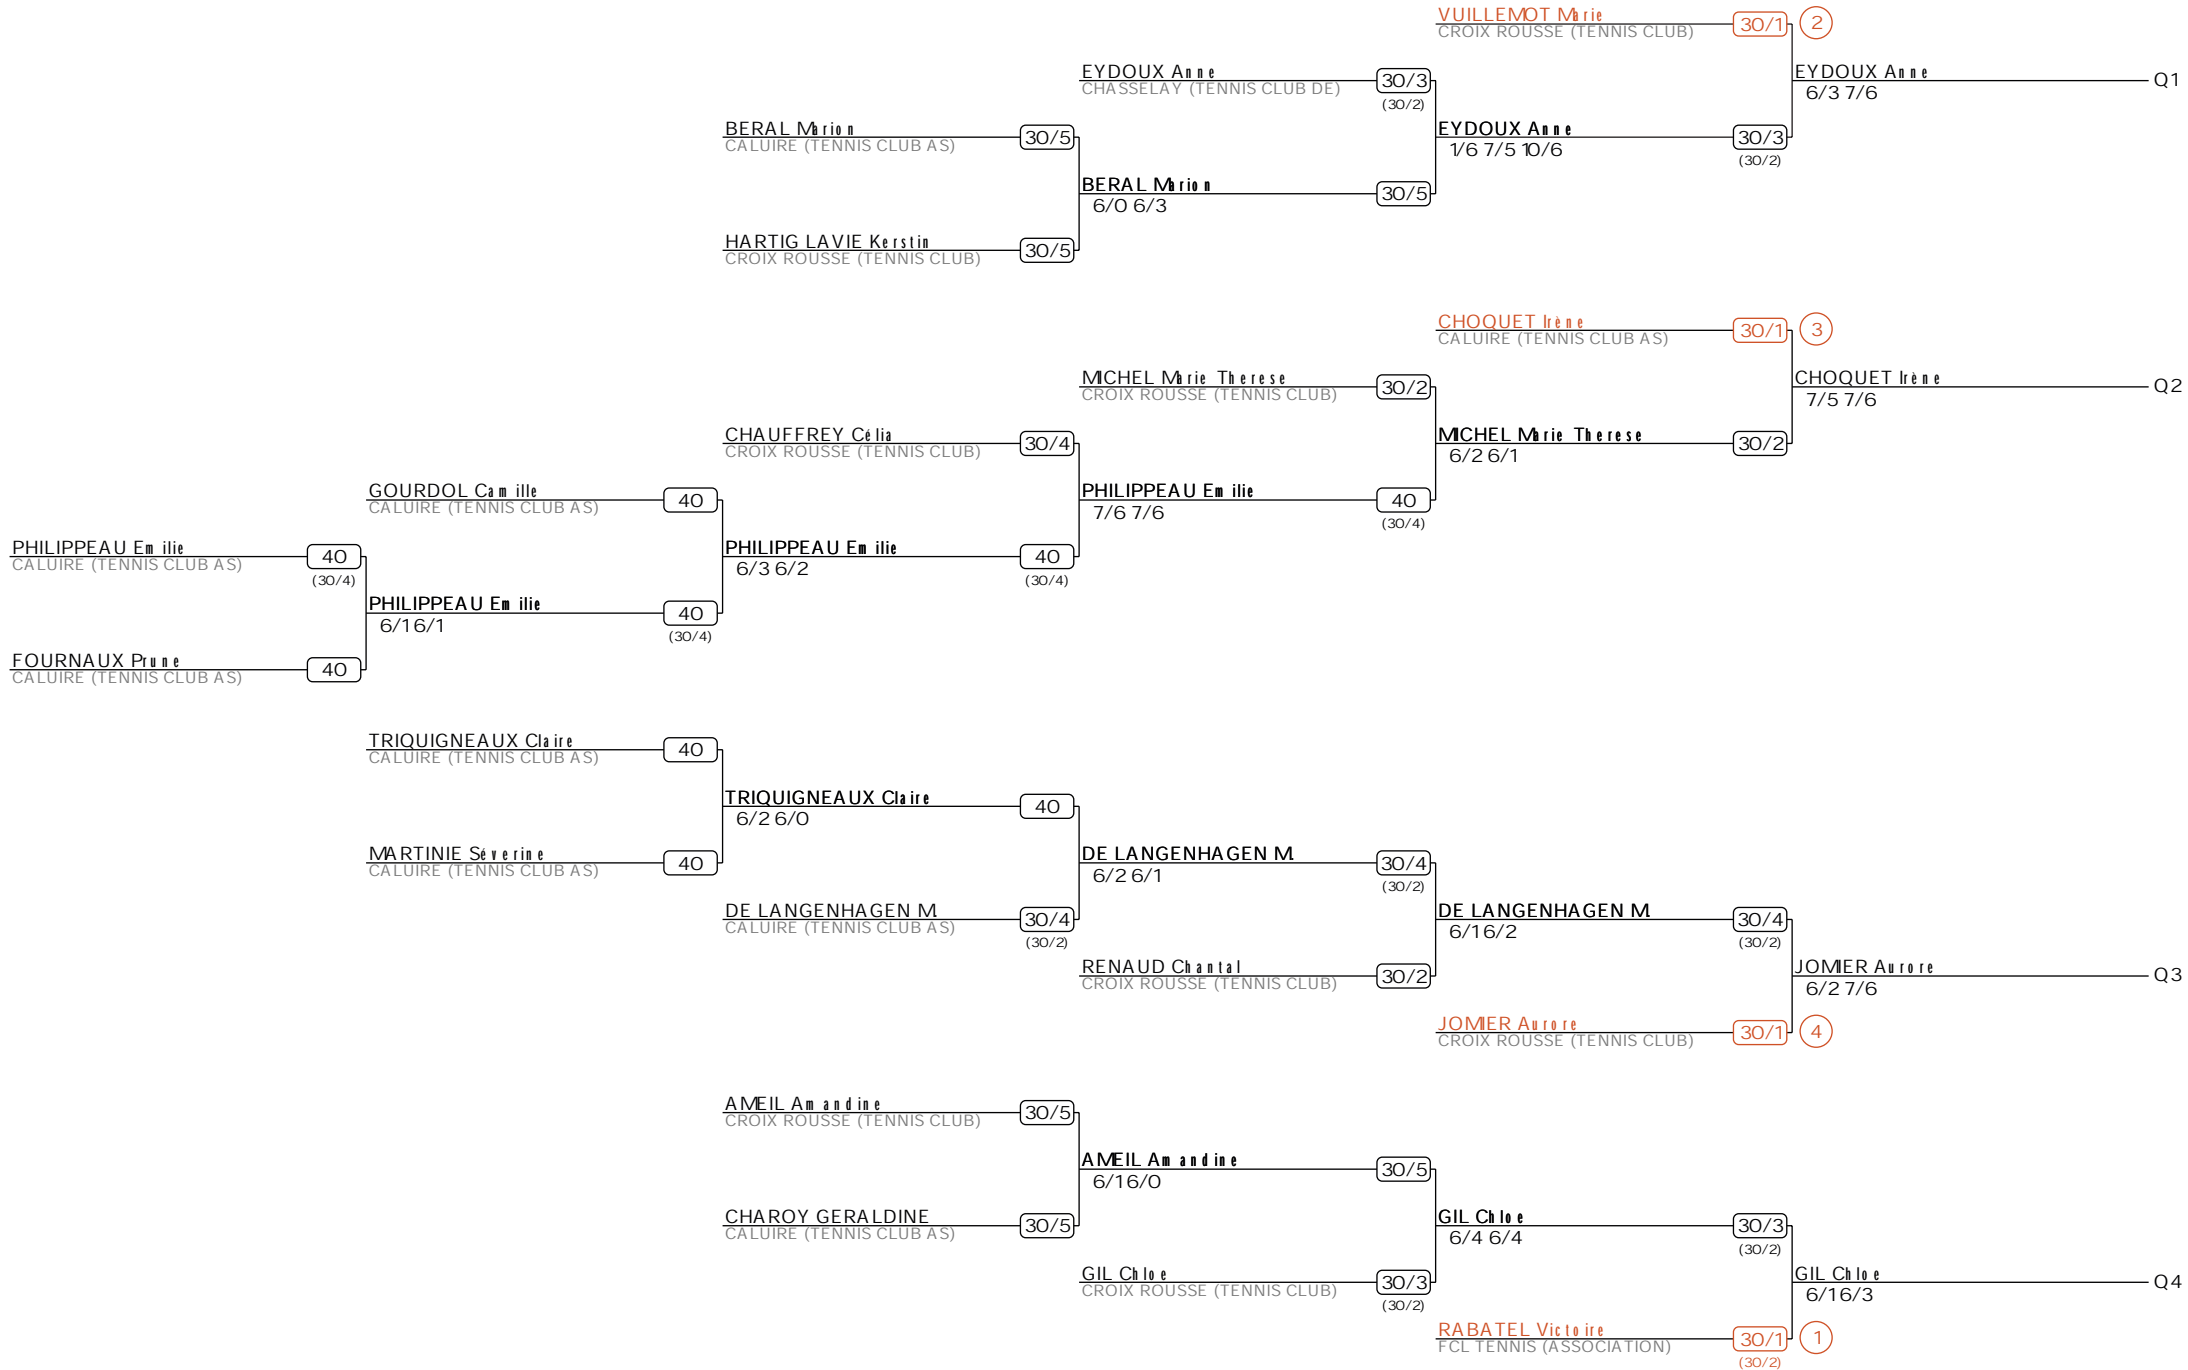 VUILLEMOT Marie 30/1 2
CROIX ROUSSE (TENNIS CLUB)
EYDOUX Anne 30/3
CHASSELAY (TENNIS CLUB DE) (30/2)
EYDOUX Anne Q1
6/3 7/6
BERAL Marion 30/5
CALUIRE (TENNIS CLUB AS)
EYDOUX Anne 30/3
1/6 7/5 10/6 (30/2)
BERAL Marion 30/5
6/0 6/3
HARTIG LAVIE Kerstin 30/5
CROIX ROUSSE (TENNIS CLUB)
CHOQUET Irène 30/1 3
CALUIRE (TENNIS CLUB AS)
MICHEL Marie Therese 30/2
CROIX ROUSSE (TENNIS CLUB)
CHOQUET Irène Q2
7/5 7/6
CHAUFFREY Célia 30/4
CROIX ROUSSE (TENNIS CLUB)
MICHEL Marie Therese 30/2
6/2 6/1
GOURDOL Camille 40
CALUIRE (TENNIS CLUB AS)
PHILIPPEAU Emilie 40
7/6 7/6 (30/4)
PHILIPPEAU Emilie 40
CALUIRE (TENNIS CLUB AS) (30/4)
PHILIPPEAU Emilie 40
6/3 6/2 (30/4)
PHILIPPEAU Emilie 40
6/1 6/1 (30/4)
FOURNAUX Prune 40
CALUIRE (TENNIS CLUB AS)
TRIQUIGNEAUX Claire 40
CALUIRE (TENNIS CLUB AS)
TRIQUIGNEAUX Claire 40
6/2 6/0
MARTINIE Séverine 40
CALUIRE (TENNIS CLUB AS)
DE LANGENHAGEN M. 30/4
6/2 6/1 (30/2)
DE LANGENHAGEN M. 30/4
CALUIRE (TENNIS CLUB AS) (30/2)
DE LANGENHAGEN M. 30/4
6/1 6/2 (30/2)
RENAUD Chantal 30/2
CROIX ROUSSE (TENNIS CLUB)
JOMIER Aurore Q3
6/2 7/6
JOMIER Aurore 30/1 4
CROIX ROUSSE (TENNIS CLUB)
AMEIL Amandine 30/5
CROIX ROUSSE (TENNIS CLUB)
AMEIL Amandine 30/5
6/1 6/0
CHAROY GERALDINE 30/5
CALUIRE (TENNIS CLUB AS)
GIL Chloe 30/3
6/4 6/4 (30/2)
GIL Chloe 30/3
CROIX ROUSSE (TENNIS CLUB) (30/2)
GIL Chloe Q4
6/1 6/3
RABATEL Victoire 30/1 1
FCL TENNIS (ASSOCIATION) (30/2)